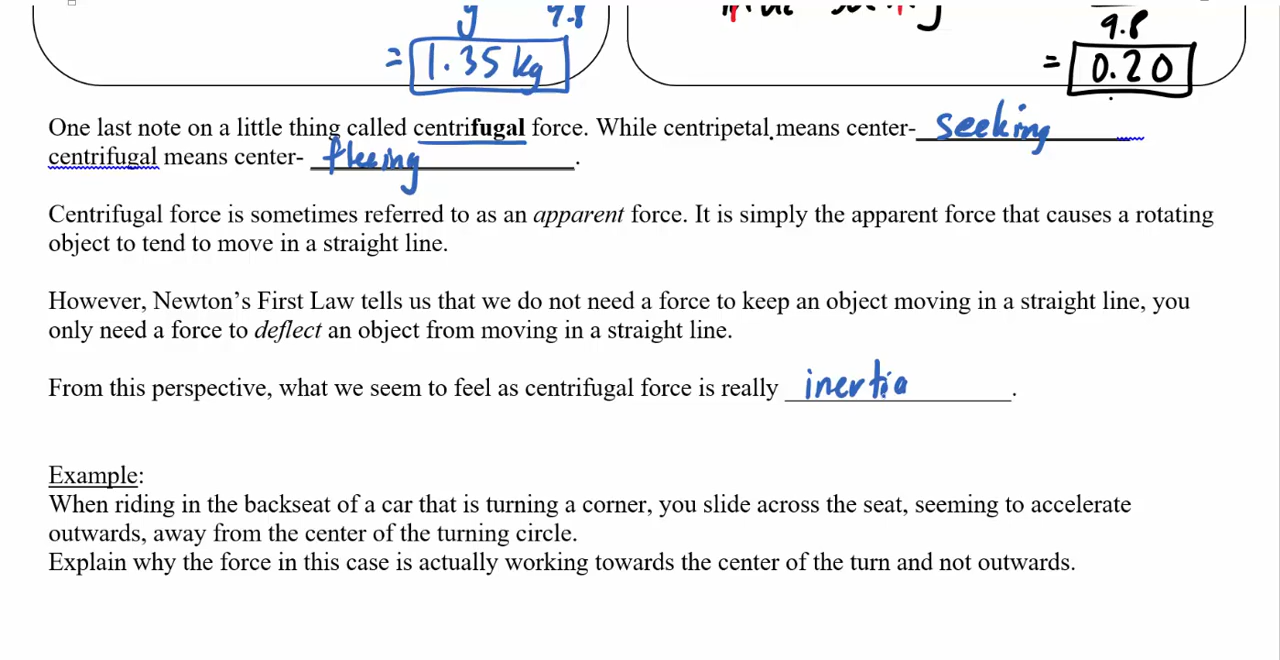 y 9.8
= 1.35 kg
9.8
= 0.20
One last note on a little thing called centrifugal force. While centripetal means center- seeking
centrifugal means center- fleeing.
Centrifugal force is sometimes referred to as an apparent force. It is simply the apparent force that causes a rotating
object to tend to move in a straight line.
However, Newton's First Law tells us that we do not need a force to keep an object moving in a straight line, you
only need a force to deflect an object from moving in a straight line.
From this perspective, what we seem to feel as centrifugal force is really inertia.
Example:
When riding in the backseat of a car that is turning a corner, you slide across the seat, seeming to accelerate
outwards, away from the center of the turning circle.
Explain why the force in this case is actually working towards the center of the turn and not outwards.